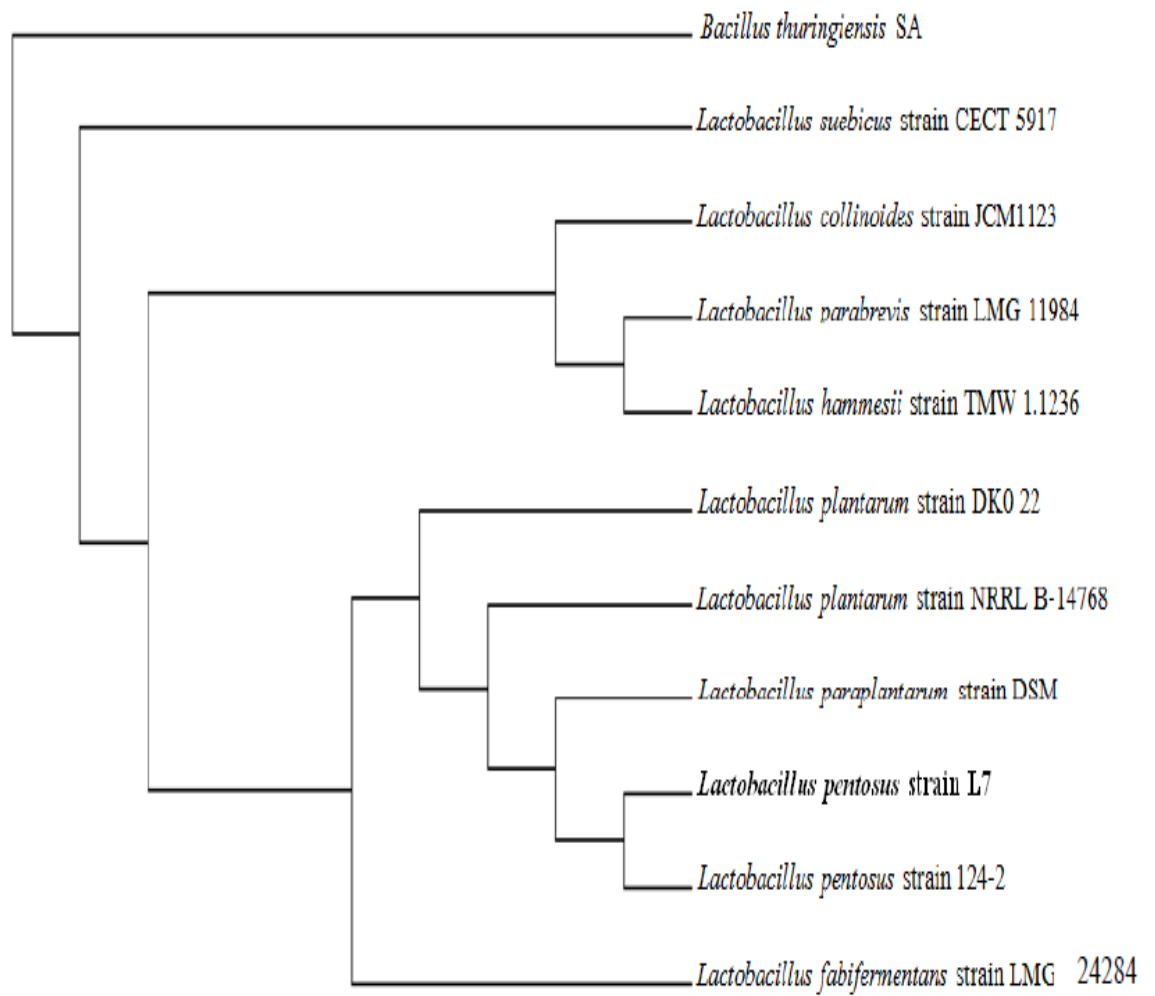 Bacillus thuringiensis SA
Lactobacillus suebicus strain CECT 5917
Lactobacillus collinoides strain JCM1123
Lactobacillus parabrevis strain LMG 11984
Lactobacillus hammesii strain TMW 1.1236
Lactobacillus plantarum strain DK0 22
Lactobacillus plantarum strain NRRL B-14768
Lactobacillus paraplantarum strain DSM
Lactobacillus pentosus strain L7
Lactobacillus pentosus strain 124-2
Lactobacillus fabifermentans strain LMG 24284